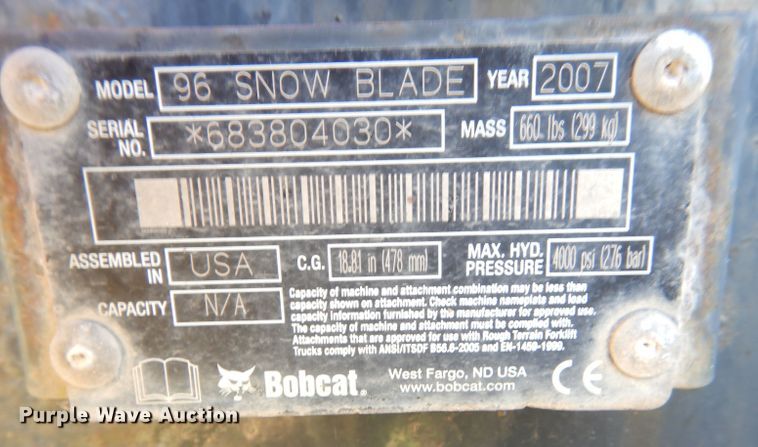 MODEL 96 SNOW BLADE YEAR 2007
SERIAL NO. *683804030* MASS 660 lbs (299 kg)
ASSEMBLED IN USA C.G. 18.81 in (478 mm) MAX. HYD. PRESSURE 4000 psi (276 bar)
CAPACITY N/A
Capacity of machine and attachment combination may be less than
capacity shown on attachment. Check machine nameplate and load
capacity information furnished by the manufacturer for approved use.
The capacity of machine and attachment must be complied with.
Attachments that are approved for use with Rough Terrain Forklift
Trucks comply with ANSI/ITSDF B56.6-2005 and EN-1459-1999.
Bobcat® West Fargo, ND USA
www.bobcat.com
CE
Purple Wave Auction